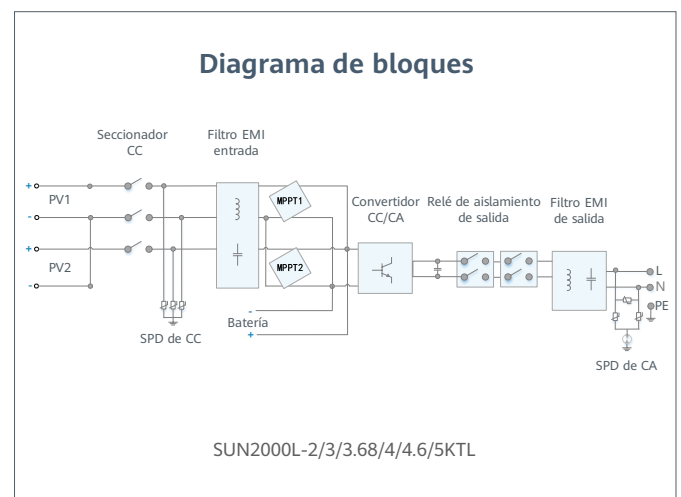 Diagrama de bloques
Seccionador
CC
Filtro EMI
entrada
+
PV1
-
+
PV2
-
MPPT1
MPPT2
Convertidor
CC/CA
Relé de aislamiento
de salida
Filtro EMI
de salida
L
N
PE
-
Batería
+
SPD de CC
SPD de CA
SUN2000L-2/3/3.68/4/4.6/5KTL